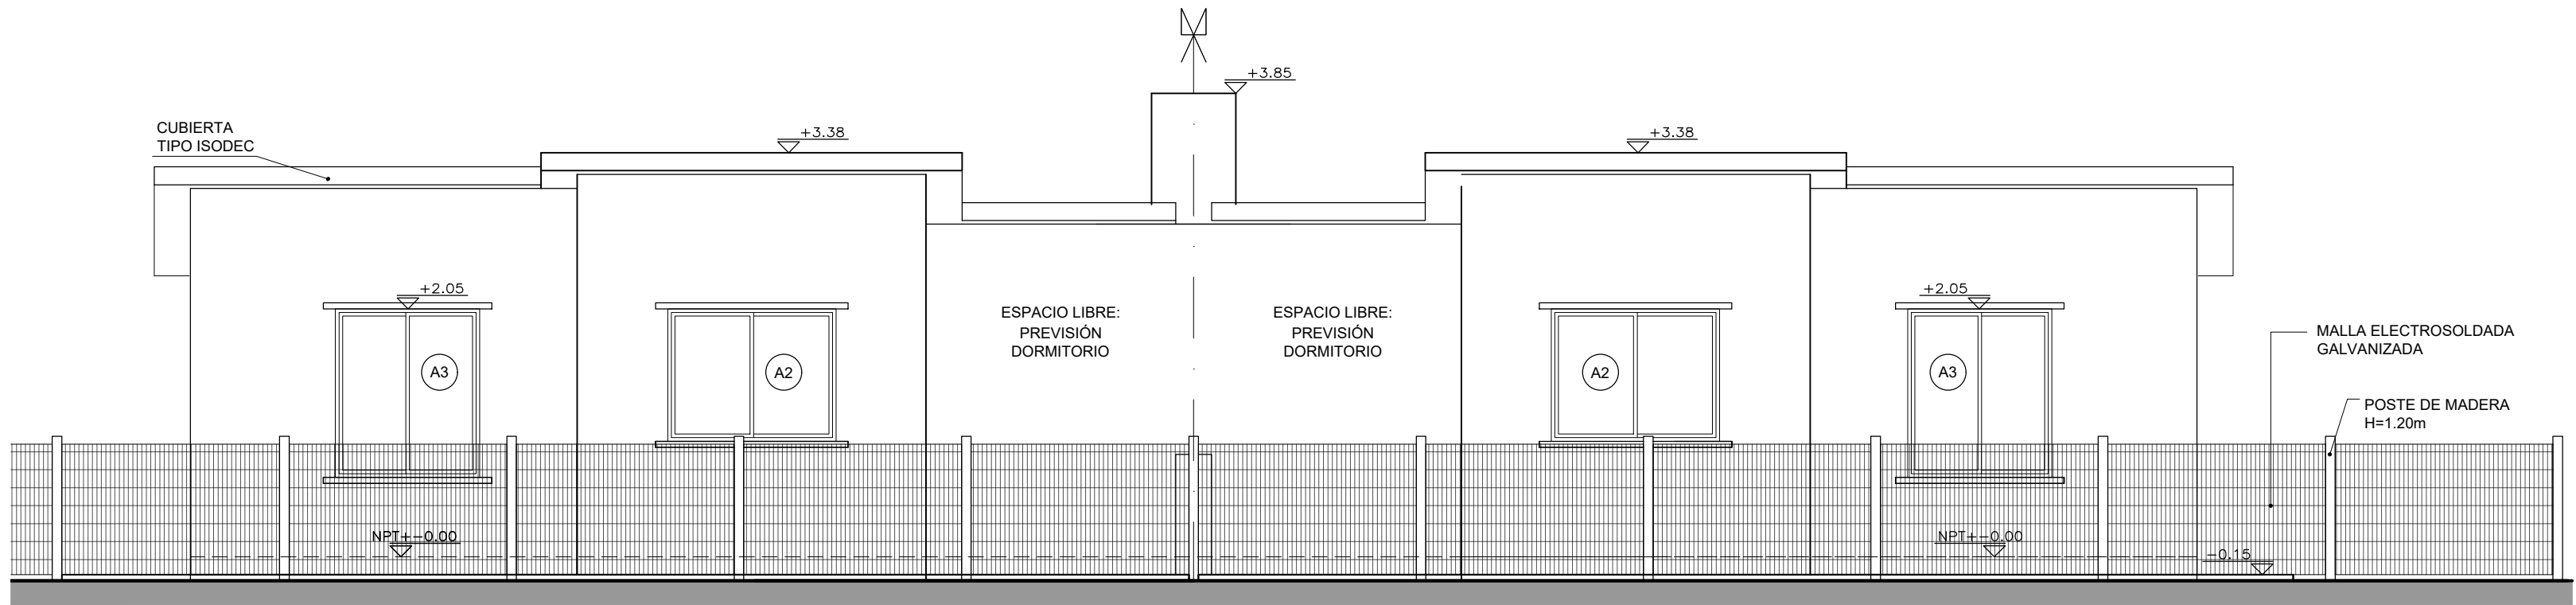 +3.85
+3.38
+3.38
CUBIERTA
TIPO ISODEC
+2.05
+2.05
ESPACIO LIBRE:
PREVISIÓN
DORMITORIO
ESPACIO LIBRE:
PREVISIÓN
DORMITORIO
MALLA ELECTROSOLDADA
GALVANIZADA
A3
A2
A2
A3
POSTE DE MADERA
H=1.20m
NPT+-0.00
NPT+-0.00
-0.15